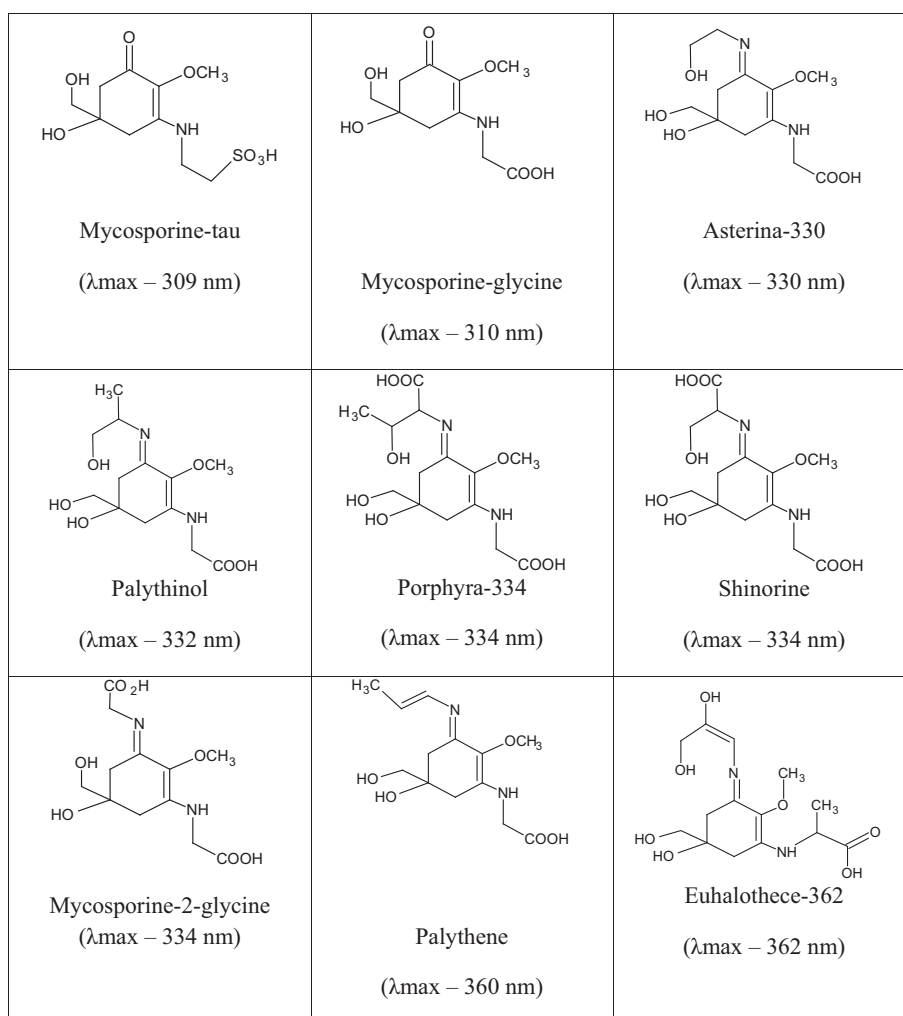 O
OH
OCH3
HO
NH
SO3H
Mycosporine-tau
(λmax – 309 nm)
O
OH
OCH3
HO
NH
COOH
Mycosporine-glycine
(λmax – 310 nm)
N
OH
OCH3
HO
HO
NH
COOH
Asterina-330
(λmax – 330 nm)
H3C
N
OH
OCH3
HO
HO
NH
COOH
Palythinol
(λmax – 332 nm)
HOOC
H3C
N
OH
OCH3
HO
HO
NH
COOH
Porphyra-334
(λmax – 334 nm)
HOOC
N
OH
OCH3
HO
HO
NH
COOH
Shinorine
(λmax – 334 nm)
CO2H
N
OH
OCH3
HO
NH
COOH
Mycosporine-2-glycine
(λmax – 334 nm)
H3C
N
OCH3
HO
HO
NH
COOH
Palythene
(λmax – 360 nm)
OH
OH
N
CH3
O
CH3
HO
HO
NH
O
OH
Euhalothece-362
(λmax – 362 nm)